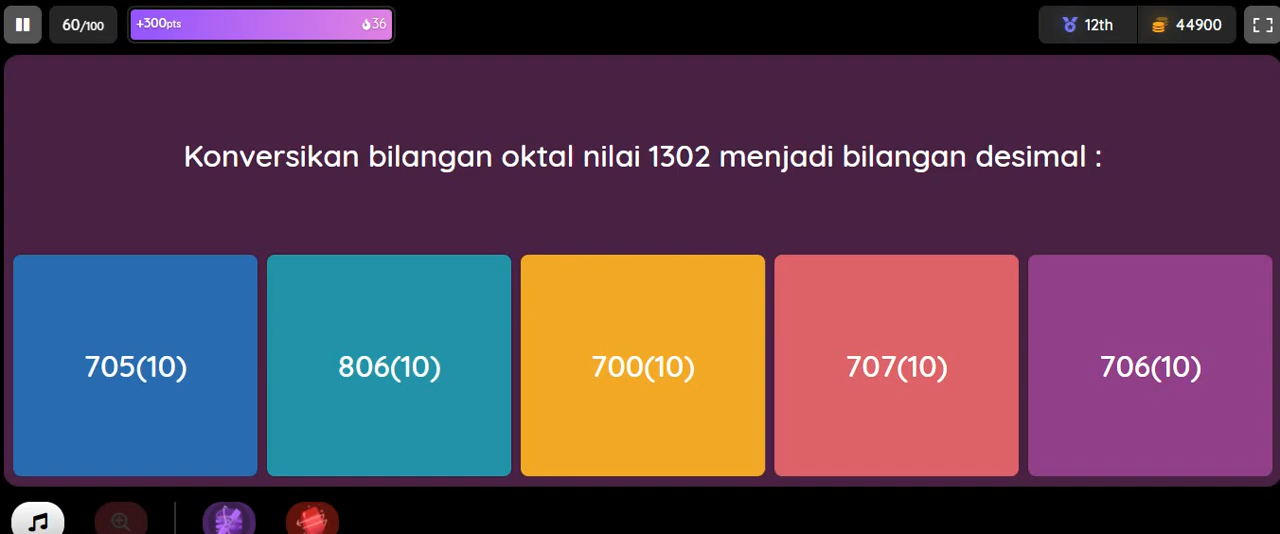 60/100
+300pts
36
12th
44900
Konversikan bilangan oktal nilai 1302 menjadi bilangan desimal :
705(10)
806(10)
700(10)
707(10)
706(10)